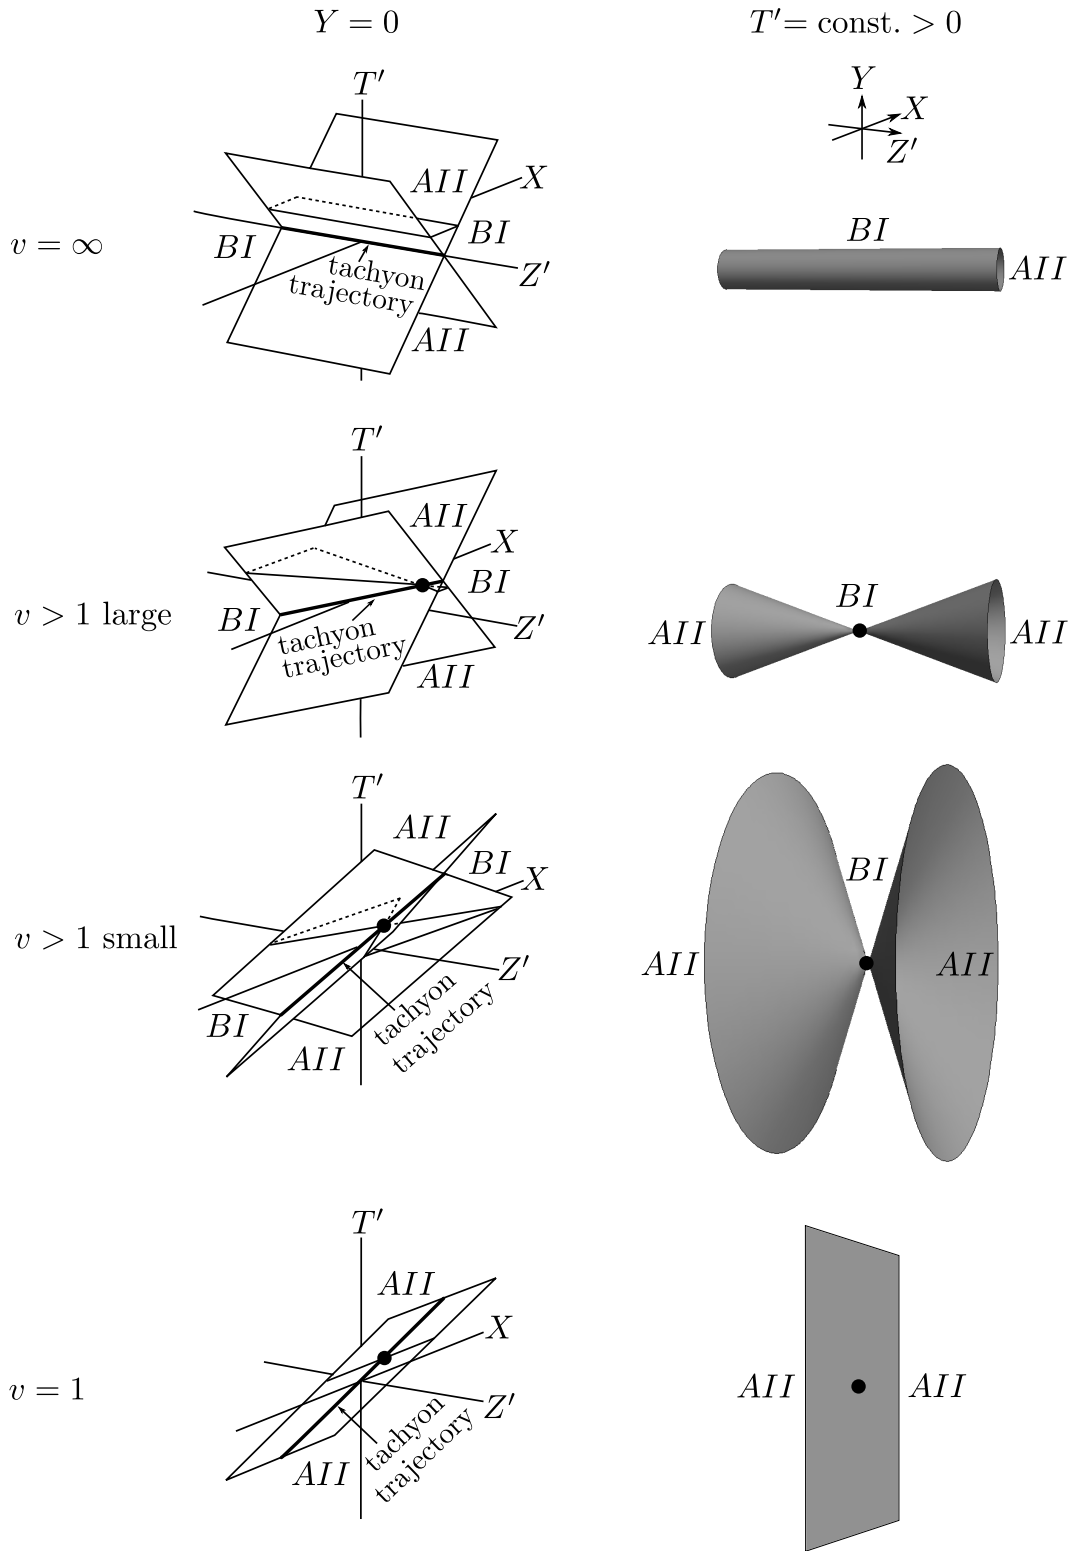 Y = 0
T′= const. > 0
T′
Y
X
Z′
AII
X
BI
BI
v = ∞
BI
Z′
AII
tachyon
trajectory
AII
T′
AII
X
BI
BI
BI
v > 1 large
AII
AII
Z′
tachyon
trajectory
AII
T′
AII
BI
BI
X
v > 1 small
AII
AII
Z′
tachyon
trajectory
BI
AII
T′
AII
X
v = 1
AII
AII
Z′
tachyon
trajectory
AII